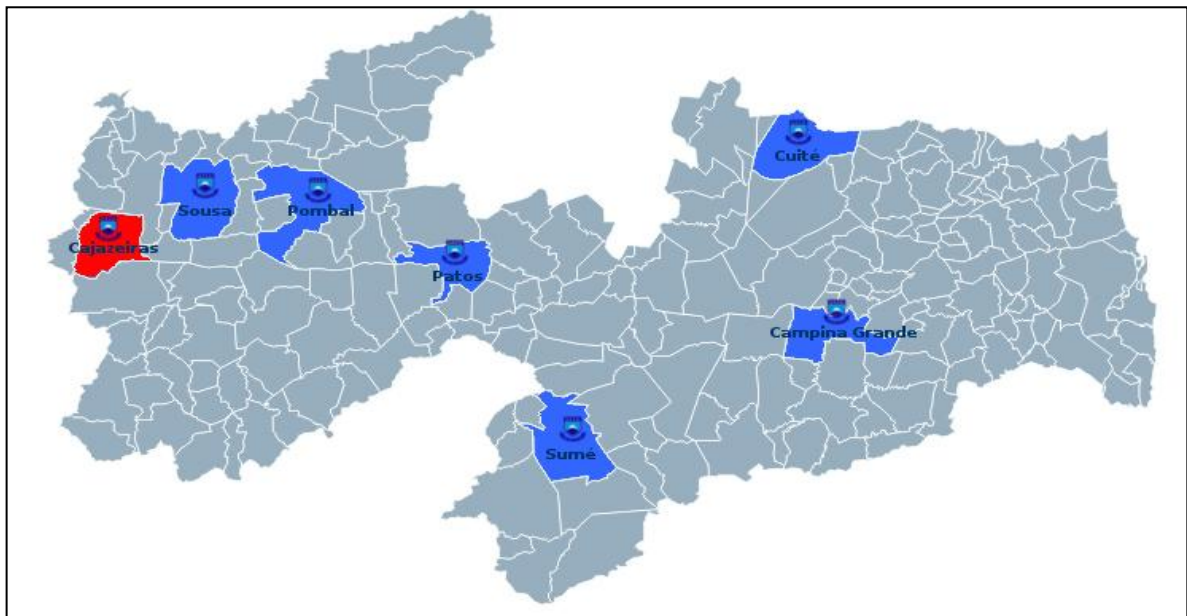 Cuité
Sousa
Pombal
Cajazeiras
Patos
Campina Grande
Sumé